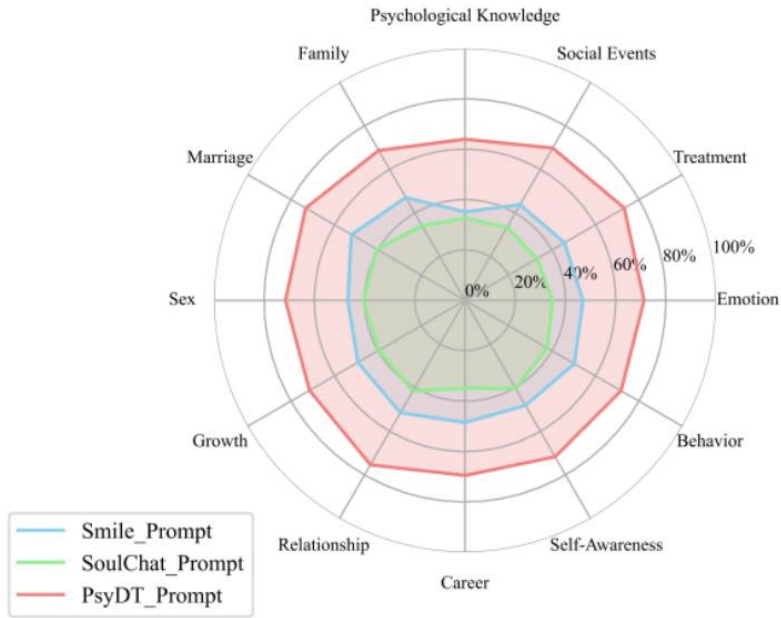 Psychological Knowledge
Family
Social Events
Marriage
Treatment
100%
80%
60%
40%
20%
0%
Sex
Emotion
Growth
Behavior
Relationship
Self-Awareness
Career
Smile_Prompt
SoulChat_Prompt
PsyDT_Prompt